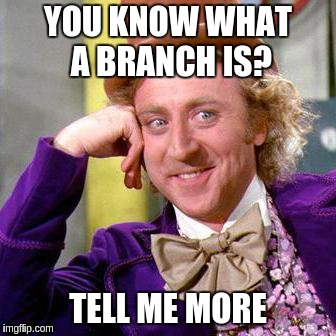 YOU KNOW WHAT
A BRANCH IS?
TELL ME MORE
imgflip.com